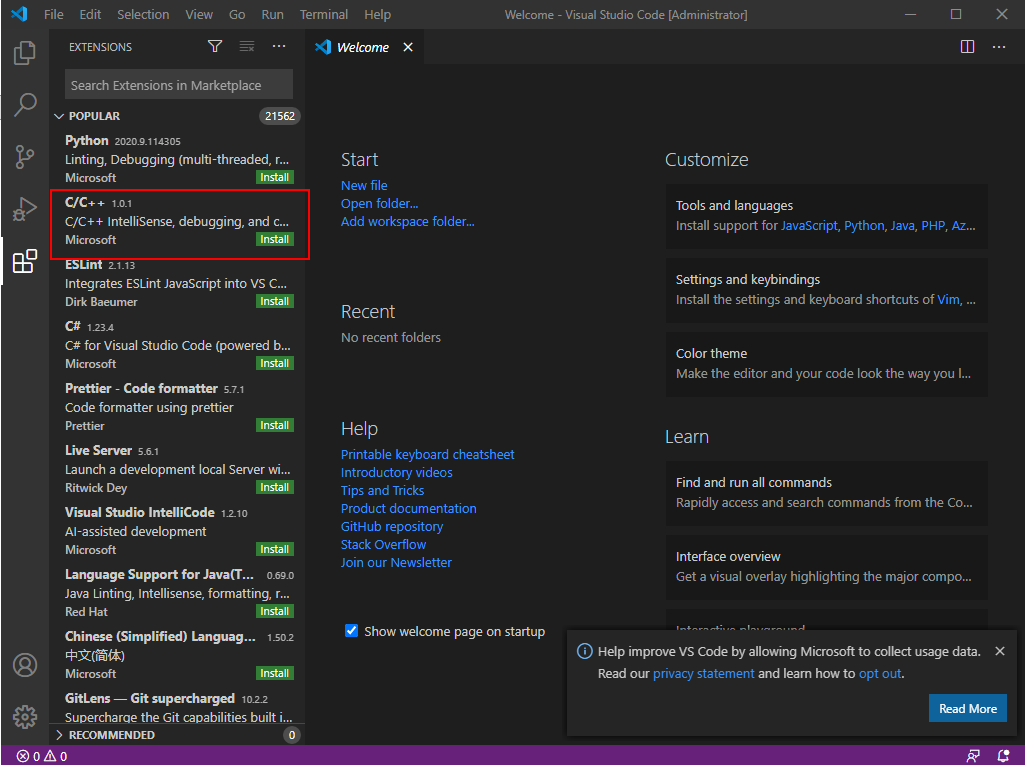 File Edit Selection View Go Run Terminal Help Welcome - Visual Studio Code [Administrator]
EXTENSIONS
Welcome
Search Extensions in Marketplace
POPULAR 21562
Python 2020.9.114305
Linting, Debugging (multi-threaded, r...
Microsoft Install
C/C++ 1.0.1
C/C++ IntelliSense, debugging, and c...
Microsoft Install
ESLint 2.1.13
Integrates ESLint JavaScript into VS C...
Dirk Baeumer Install
C# 1.23.4
C# for Visual Studio Code (powered b...
Microsoft Install
Prettier - Code formatter 5.7.1
Code formatter using prettier
Prettier Install
Live Server 5.6.1
Launch a development local Server wi...
Ritwick Dey Install
Visual Studio IntelliCode 1.2.10
AI-assisted development
Microsoft Install
Language Support for Java(T... 0.69.0
Java Linting, Intellisense, formatting, r...
Red Hat Install
Chinese (Simplified) Languag... 1.50.2
中文(简体)
Microsoft Install
GitLens — Git supercharged 10.2.2
Supercharge the Git capabilities built i...
RECOMMENDED 0
Start
New file
Open folder...
Add workspace folder...
Recent
No recent folders
Help
Printable keyboard cheatsheet
Introductory videos
Tips and Tricks
Product documentation
GitHub repository
Stack Overflow
Join our Newsletter
Show welcome page on startup
Customize
Tools and languages
Install support for JavaScript, Python, Java, PHP, Az...
Settings and keybindings
Install the settings and keyboard shortcuts of Vim, ...
Color theme
Make the editor and your code look the way you l...
Learn
Find and run all commands
Rapidly access and search commands from the Co...
Interface overview
Get a visual overlay highlighting the major compo...
Interactive playground
Help improve VS Code by allowing Microsoft to collect usage data.
Read our privacy statement and learn how to opt out.
Read More
0 0